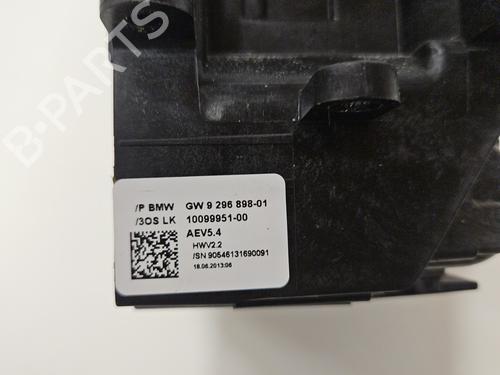 B-PARTS
/P BMW GW 9 296 898-01
/3OS LK 10099951-00
AEV5.4
HWV2.2
/SN 90546131690091
18.06.2013:06